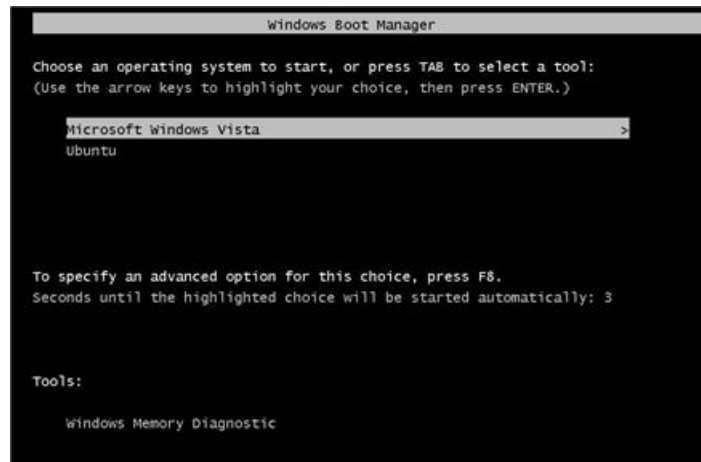 Windows Boot Manager
Choose an operating system to start, or press TAB to select a tool:
(Use the arrow keys to highlight your choice, then press ENTER.)
Microsoft Windows Vista >
Ubuntu
To specify an advanced option for this choice, press F8.
Seconds until the highlighted choice will be started automatically: 3
Tools:
Windows Memory Diagnostic